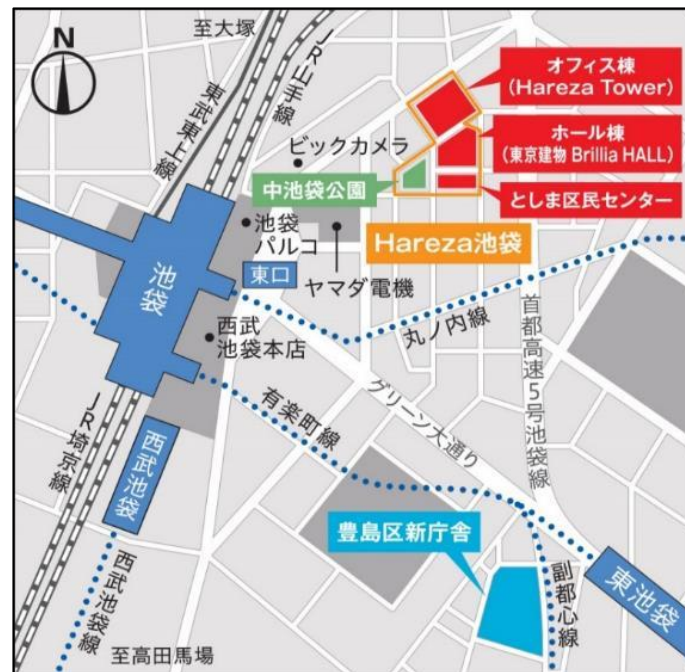 至大塚
N
東武東上線
JR山手線
オフィス棟
(Hareza Tower)
ビックカメラ
ホール棟
(東京建物 Brillia HALL)
中池袋公園
としま区民センター
池袋
パルコ
Hareza池袋
池袋
東口
ヤマダ電機
西武
池袋本店
丸ノ内線
首都高速5号池袋線
グリーン大通り
有楽町線
JR埼京線
西武池袋
豊島区新庁舎
東池袋
副都心線
西武池袋線
至高田馬場